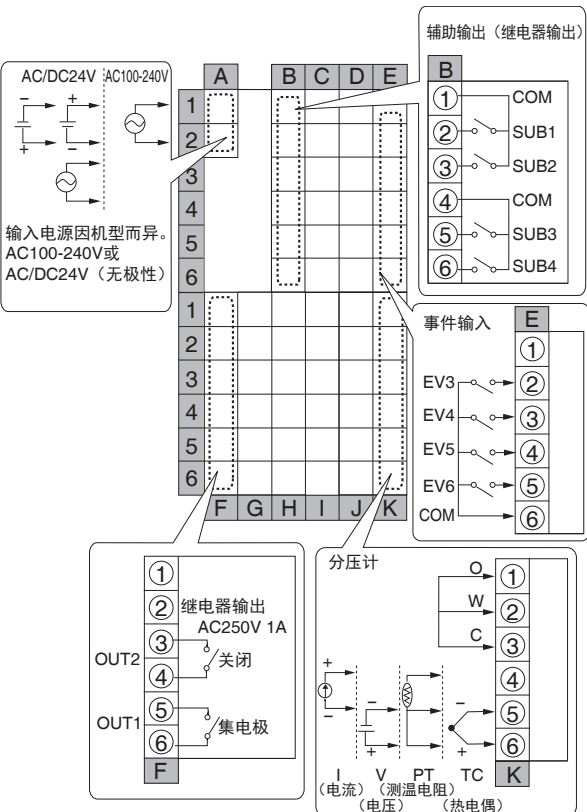 辅助输出（继电器输出）
B
① COM
② SUB1
③ SUB2
④ COM
⑤ SUB3
⑥ SUB4
AC/DC24V AC100-240V
− +
+ −
输入电源因机型而异。
AC100-240V或
AC/DC24V（无极性）
A B C D E
1
2
3
4
5
6
1
2
3
4
5
6
F G H I J K
事件输入 E
①
EV3 ②
EV4 ③
EV5 ④
EV6 ⑤
COM ⑥
①
② 继电器输出
AC250V 1A
OUT2 ③
④ 关闭
OUT1 ⑤
⑥ 集电极
F
分压计
O ①
W ②
C ③
④
+ − − ⑤
− + + ⑥
I V PT TC K
（电流）（测温电阻）
（电压） （热电偶）